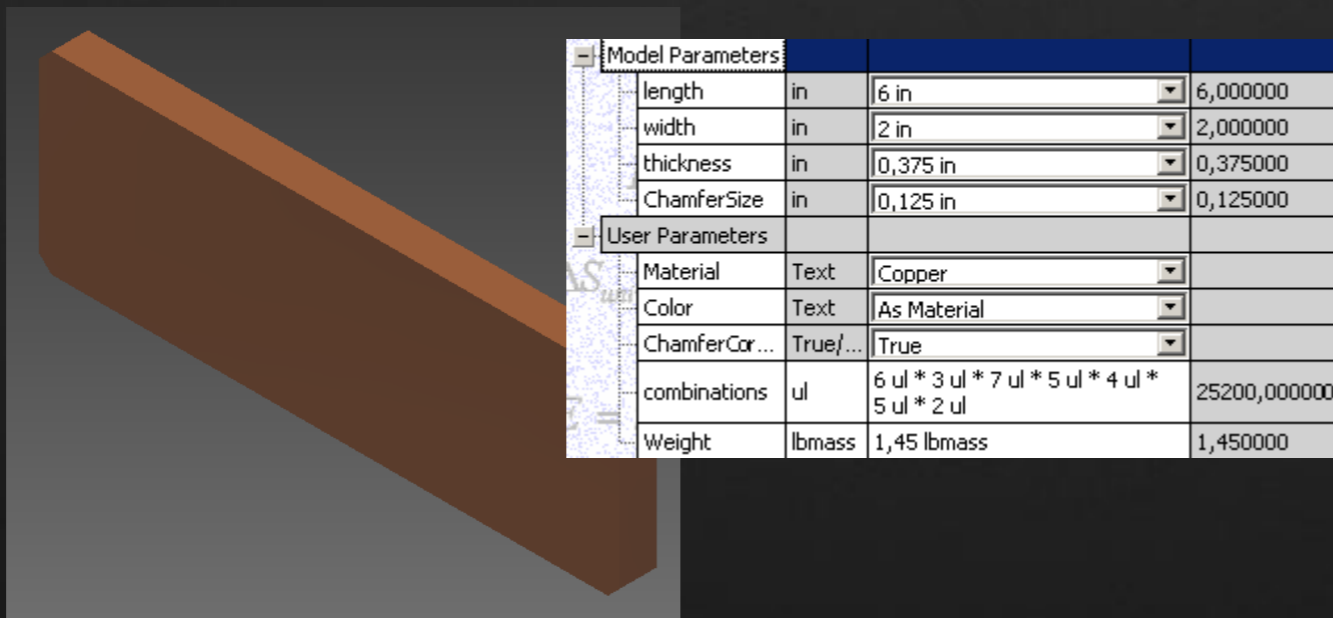 Model Parameters
length in 6 in 6,000000
width in 2 in 2,000000
thickness in 0,375 in 0,375000
ChamferSize in 0,125 in 0,125000
User Parameters
Material Text Copper
Color Text As Material
ChamferCor... True/... True
combinations ul 6 ul * 3 ul * 7 ul * 5 ul * 4 ul *
5 ul * 2 ul 25200,000000
Weight lbmass 1,45 lbmass 1,450000